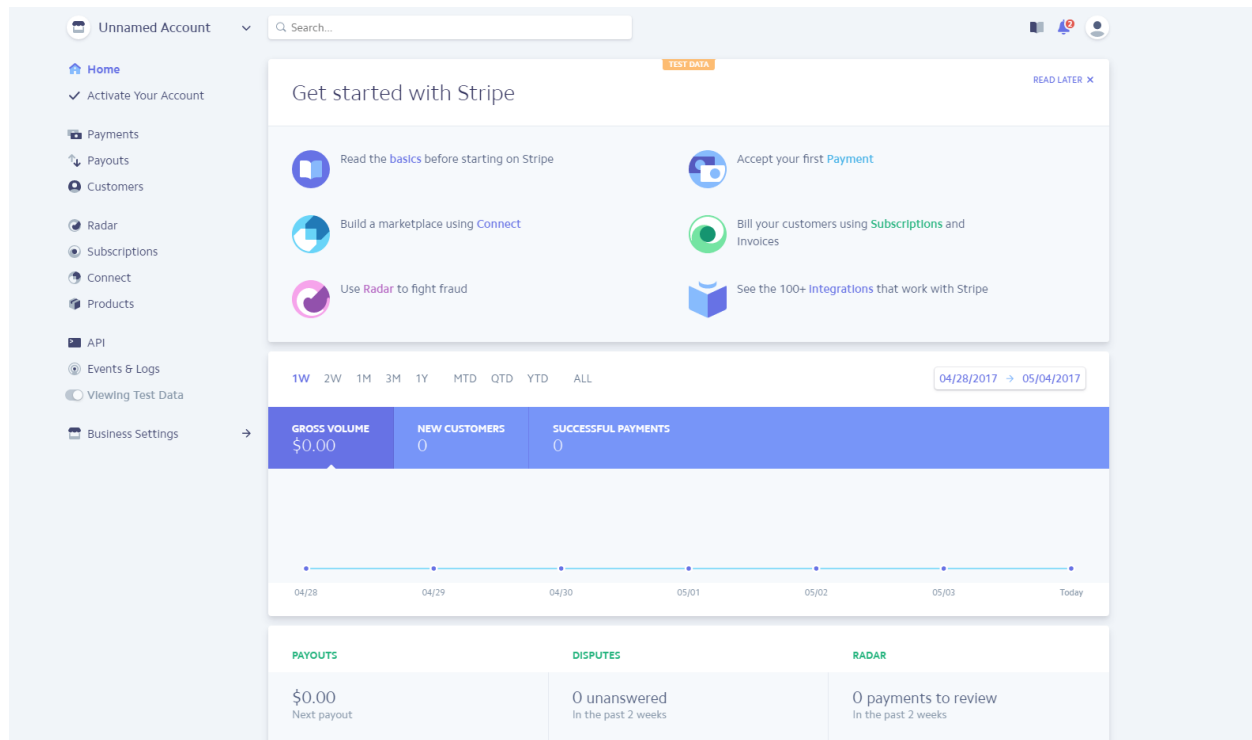 Unnamed Account
Search...
2
Home
Activate Your Account
Payments
Payouts
Customers
Radar
Subscriptions
Connect
Products
API
Events & Logs
Viewing Test Data
Business Settings
TEST DATA
Get started with Stripe
READ LATER ×
Read the basics before starting on Stripe
Accept your first Payment
Build a marketplace using Connect
Bill your customers using Subscriptions and
Invoices
Use Radar to fight fraud
See the 100+ Integrations that work with Stripe
1W 2W 1M 3M 1Y MTD QTD YTD ALL
04/28/2017 → 05/04/2017
GROSS VOLUME NEW CUSTOMERS SUCCESSFUL PAYMENTS
$0.00 0 0
04/28 04/29 04/30 05/01 05/02 05/03 Today
PAYOUTS DISPUTES RADAR
$0.00 0 unanswered 0 payments to review
Next payout In the past 2 weeks In the past 2 weeks